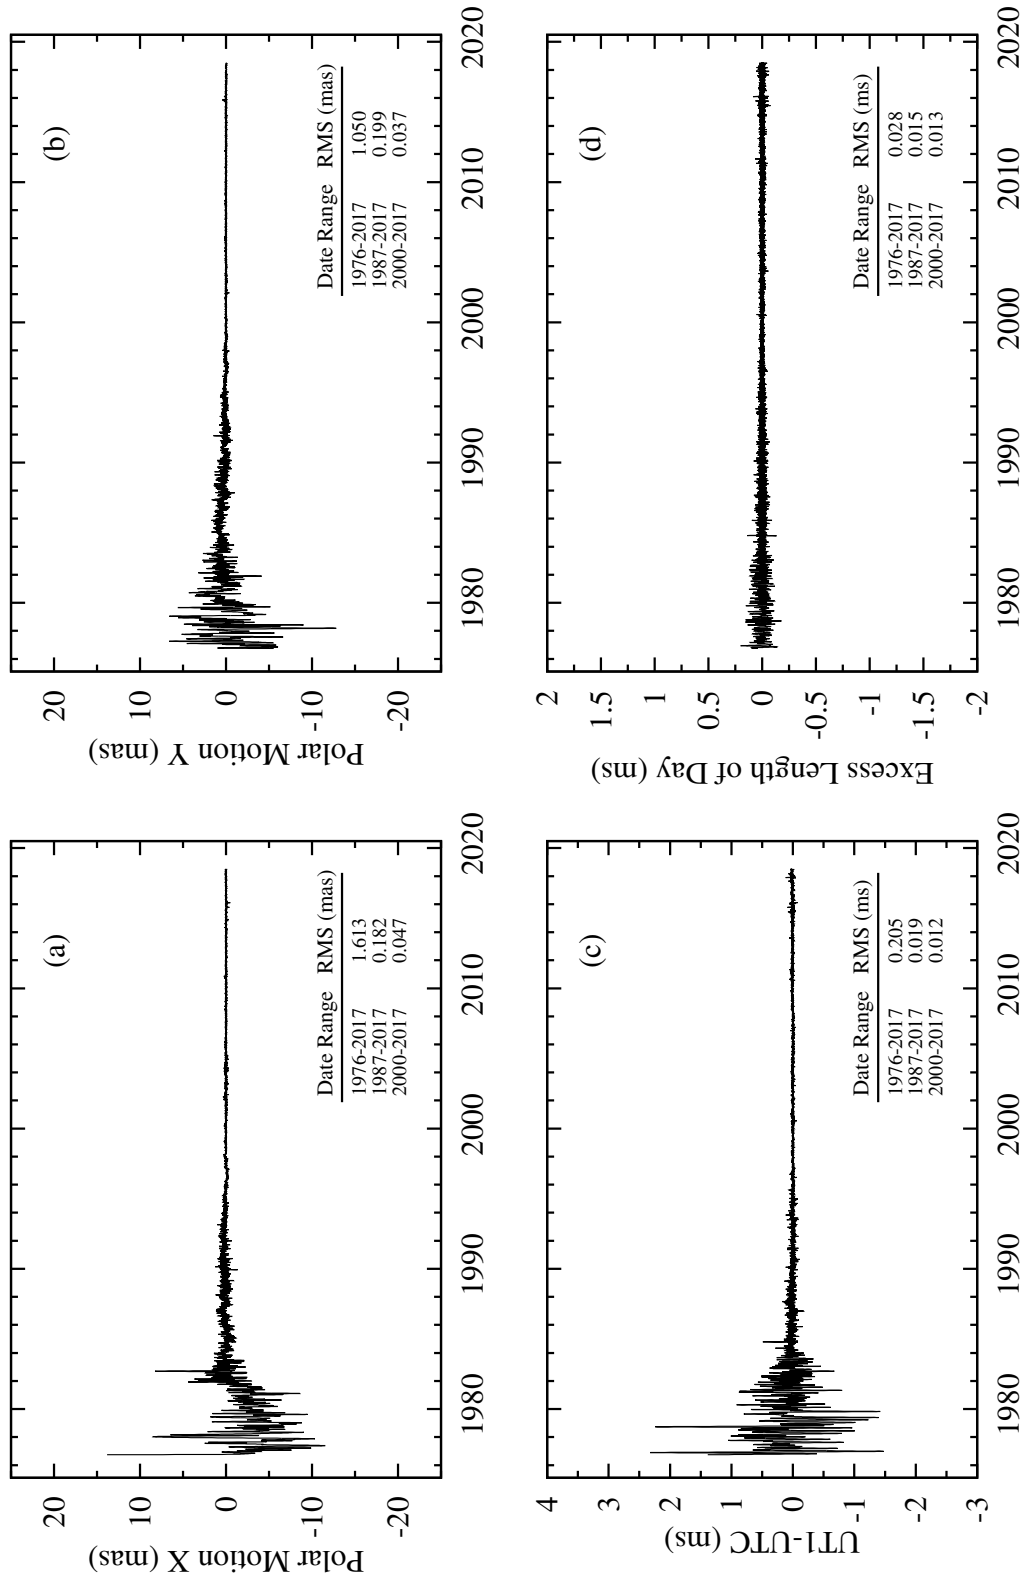 (a)
Polar Motion X (mas)
20
10
0
-10
-20
Date Range RMS (mas)
1976-2017 1.613
1987-2017 0.182
2000-2017 0.047
1980 1990 2000 2010 2020
(b)
Polar Motion Y (mas)
20
10
0
-10
-20
Date Range RMS (mas)
1976-2017 1.050
1987-2017 0.199
2000-2017 0.037
1980 1990 2000 2010 2020
(c)
UT1-UTC (ms)
4
3
2
1
0
-1
-2
-3
Date Range RMS (ms)
1976-2017 0.205
1987-2017 0.019
2000-2017 0.012
1980 1990 2000 2010 2020
(d)
Excess Length of Day (ms)
2
1.5
1
0.5
0
-0.5
-1
-1.5
-2
Date Range RMS (ms)
1976-2017 0.028
1987-2017 0.015
2000-2017 0.013
1980 1990 2000 2010 2020